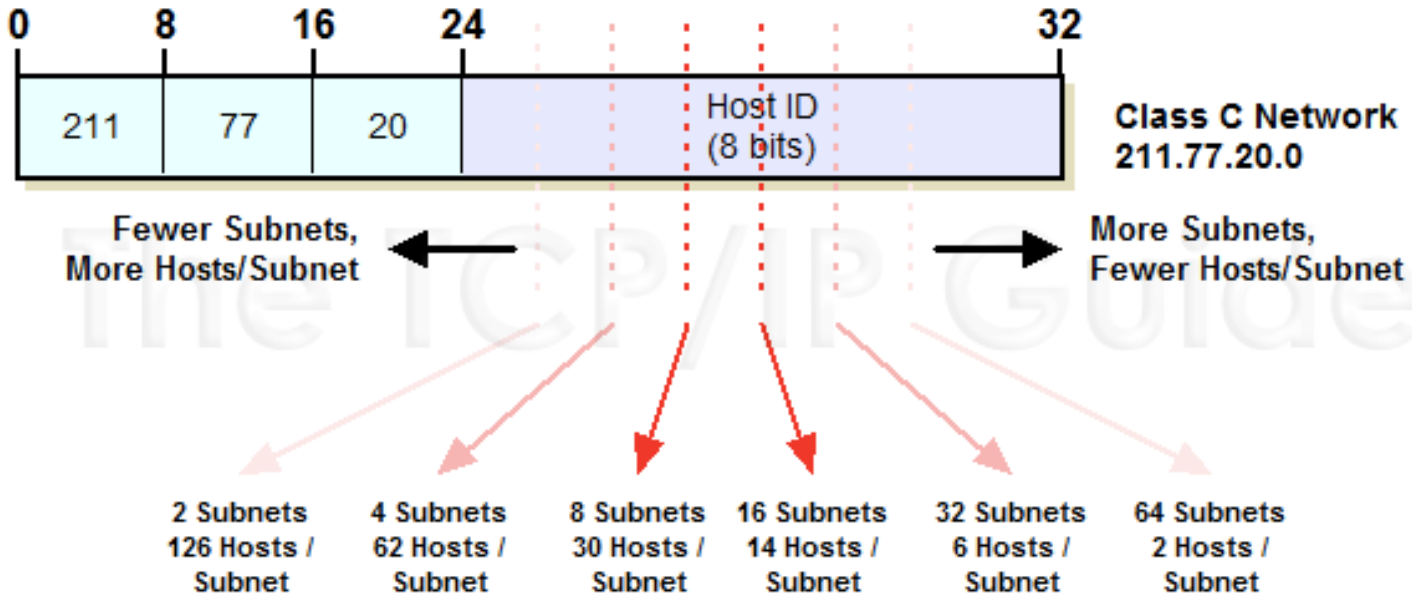 0 8 16 24 32
211 77 20 Host ID
(8 bits)
Class C Network
211.77.20.0
Fewer Subnets,
More Hosts/Subnet
More Subnets,
Fewer Hosts/Subnet
The TCP/IP Guide
2 Subnets
126 Hosts /
Subnet
4 Subnets
62 Hosts /
Subnet
8 Subnets
30 Hosts /
Subnet
16 Subnets
14 Hosts /
Subnet
32 Subnets
6 Hosts /
Subnet
64 Subnets
2 Hosts /
Subnet